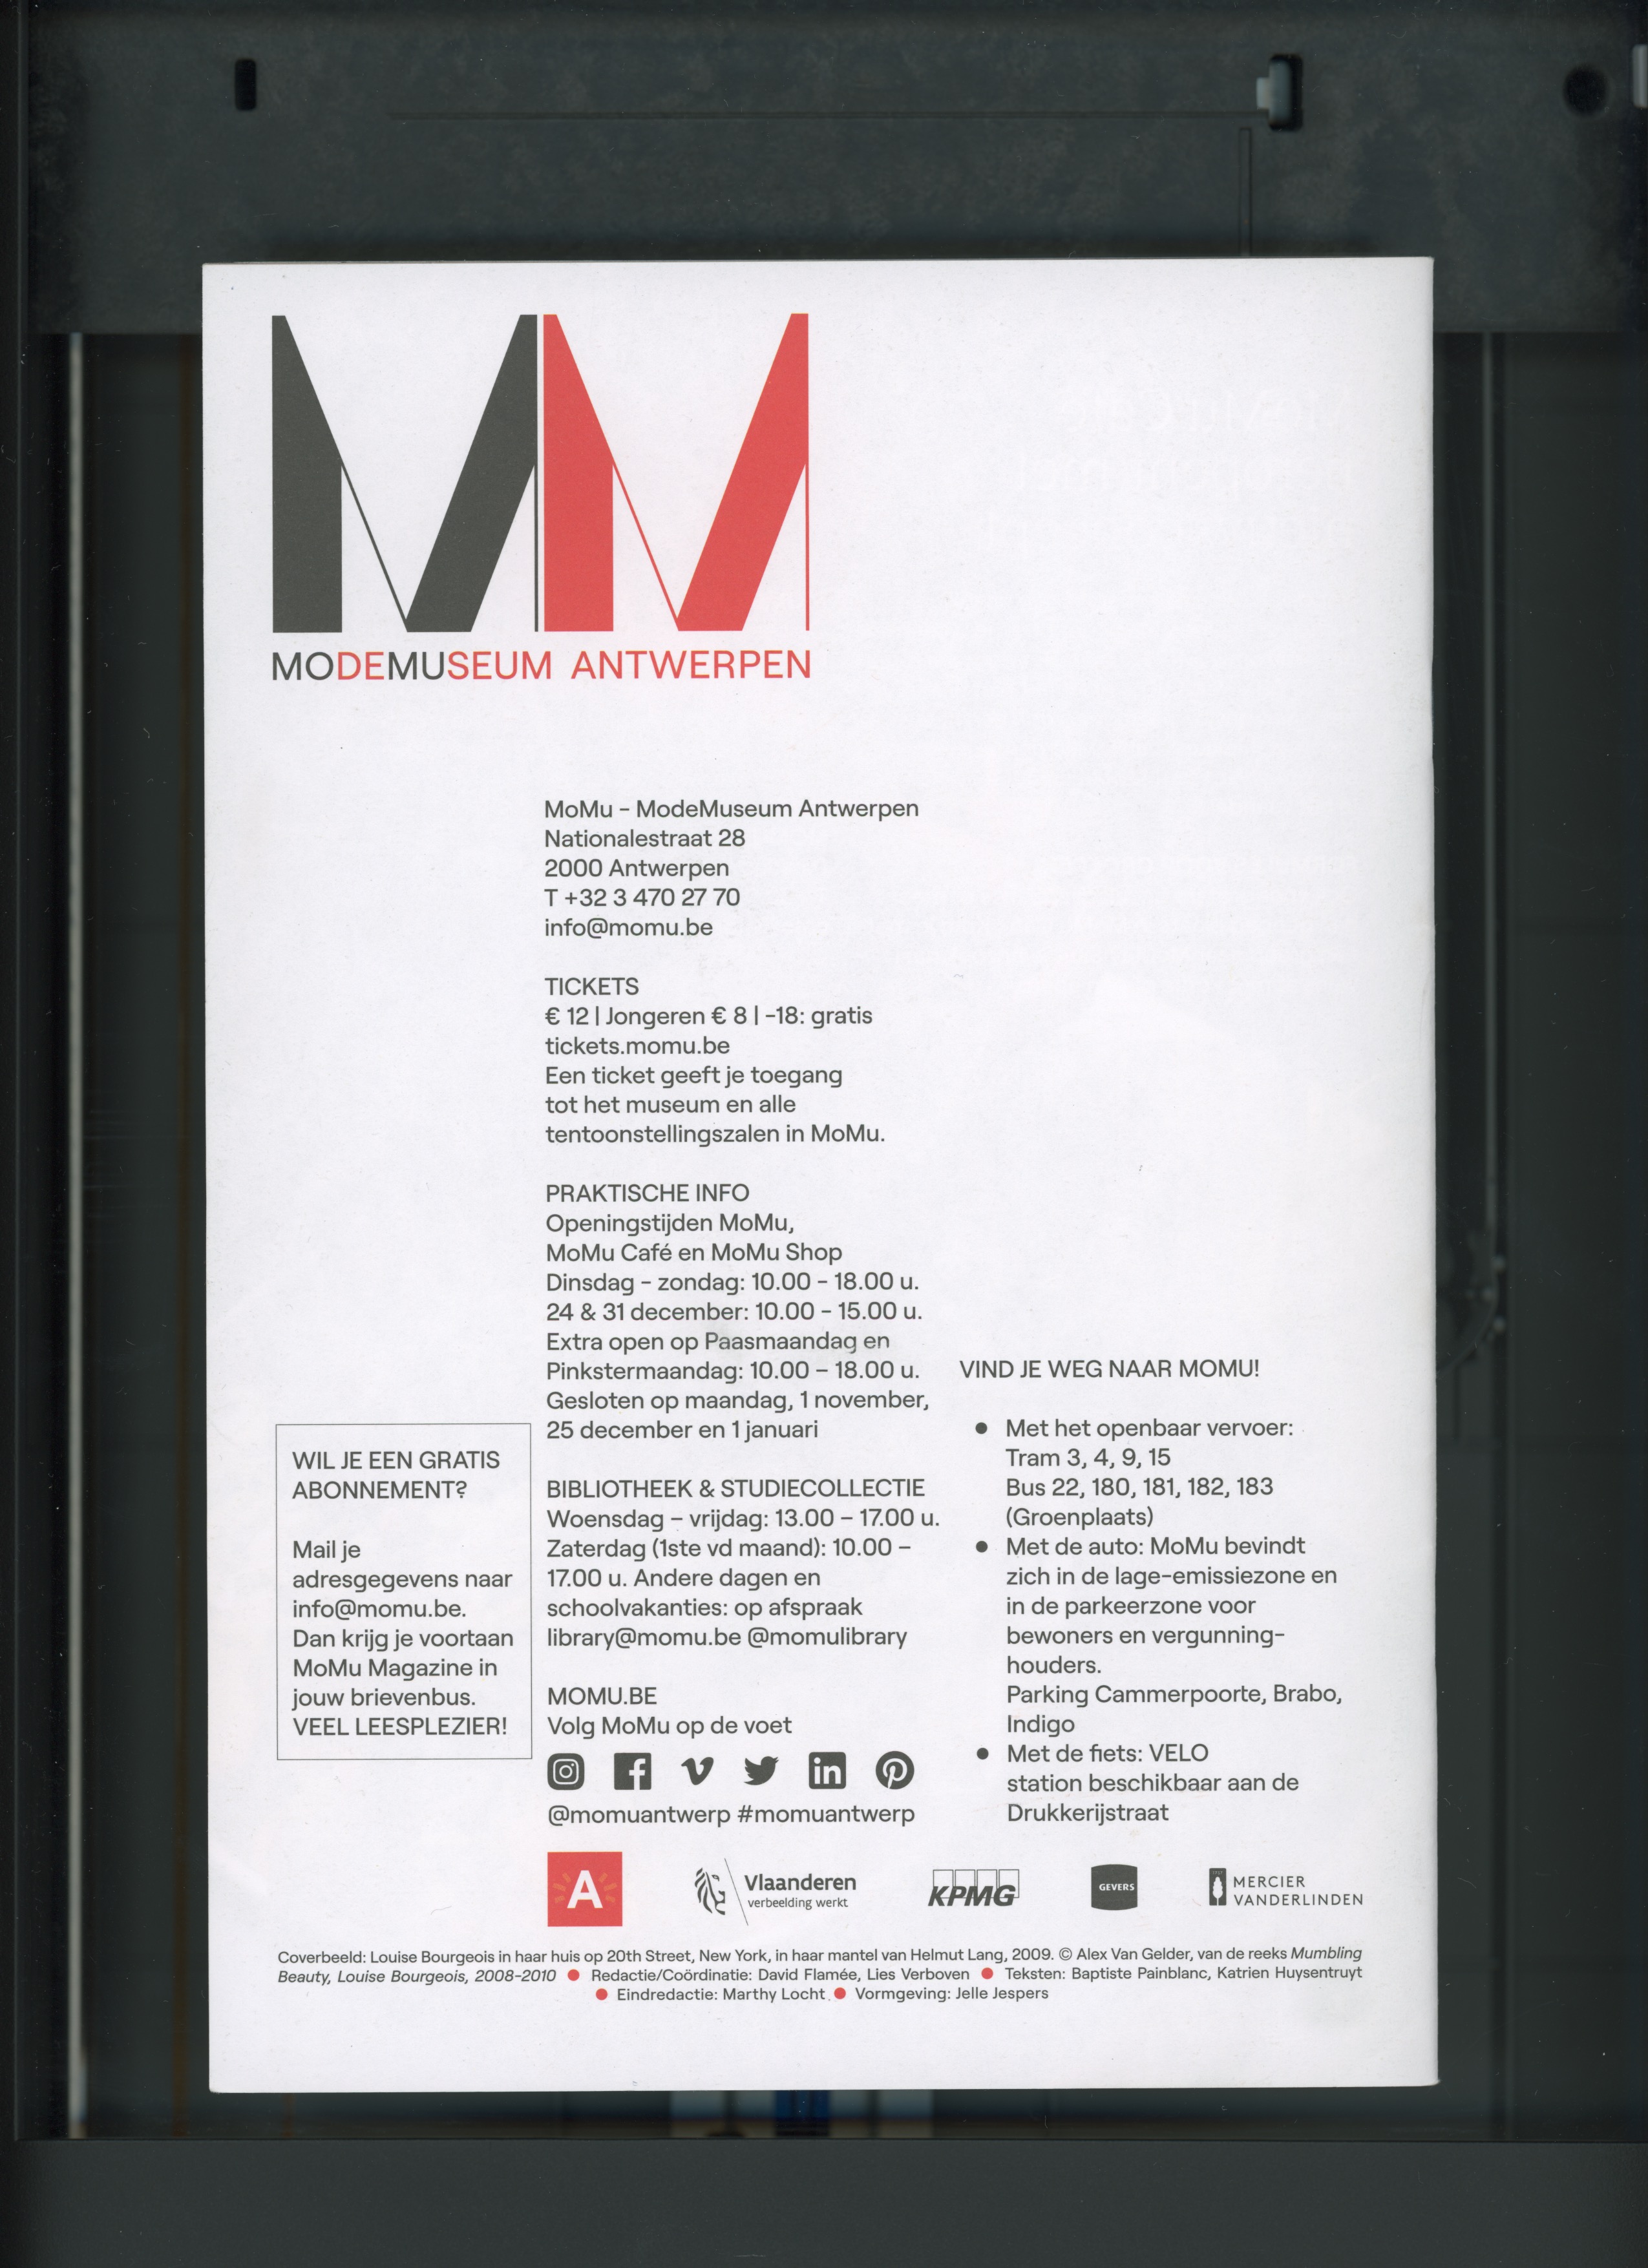 MM
MODEMUSEUM ANTWERPEN
MoMu – ModeMuseum Antwerpen
Nationalestraat 28
2000 Antwerpen
T +32 3 470 27 70
info@momu.be
TICKETS
€ 12 | Jongeren € 8 | -18: gratis
tickets.momu.be
Een ticket geeft je toegang
tot het museum en alle
tentoonstellingszalen in MoMu.
PRAKTISCHE INFO
Openingstijden MoMu,
MoMu Café en MoMu Shop
Dinsdag – zondag: 10.00 – 18.00 u.
24 & 31 december: 10.00 – 15.00 u.
Extra open op Paasmaandag en
Pinkstermaandag: 10.00 – 18.00 u.
Gesloten op maandag, 1 november,
25 december en 1 januari
BIBLIOTHEEK & STUDIECOLLECTIE
Woensdag – vrijdag: 13.00 – 17.00 u.
Zaterdag (1ste vd maand): 10.00 –
17.00 u. Andere dagen en
schoolvakanties: op afspraak
library@momu.be @momulibrary
MOMU.BE
Volg MoMu op de voet
@momuantwerp #momuantwerp
WIL JE EEN GRATIS
ABONNEMENT?
Mail je
adresgegevens naar
info@momu.be.
Dan krijg je voortaan
MoMu Magazine in
jouw brievenbus.
VEEL LEESPLEZIER!
VIND JE WEG NAAR MOMU!
● Met het openbaar vervoer:
Tram 3, 4, 9, 15
Bus 22, 180, 181, 182, 183
(Groenplaats)
● Met de auto: MoMu bevindt
zich in de lage-emissiezone en
in de parkeerzone voor
bewoners en vergunning-
houders.
Parking Cammerpoorte, Brabo,
Indigo
● Met de fiets: VELO
station beschikbaar aan de
Drukkerijstraat
A
Vlaanderen
verbeelding werkt
KPMG
GEVERS
MERCIER
VANDERLINDEN
Coverbeeld: Louise Bourgeois in haar huis op 20th Street, New York, in haar mantel van Helmut Lang, 2009. © Alex Van Gelder, van de reeks Mumbling
Beauty, Louise Bourgeois, 2008-2010 ● Redactie/Coördinatie: David Flamée, Lies Verboven ● Teksten: Baptiste Painblanc, Katrien Huysentruyt
● Eindredactie: Marthy Locht ● Vormgeving: Jelle Jespers